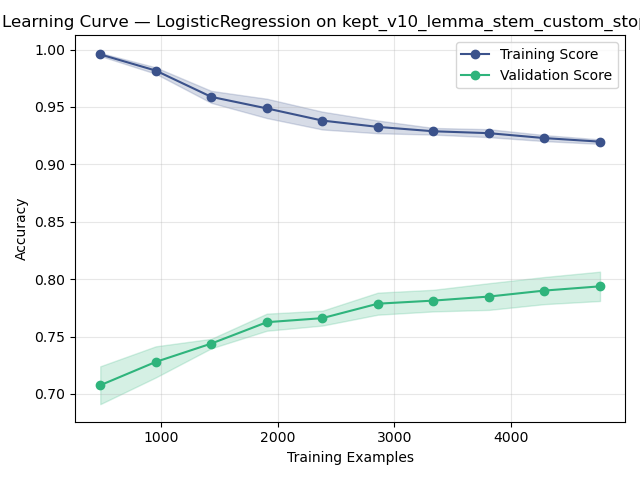 Learning Curve — LogisticRegression on kept_v10_lemma_stem_custom_stop
1.00
0.95
0.90
0.85
0.80
0.75
0.70
Accuracy
Training Score
Validation Score
1000
2000
3000
4000
Training Examples